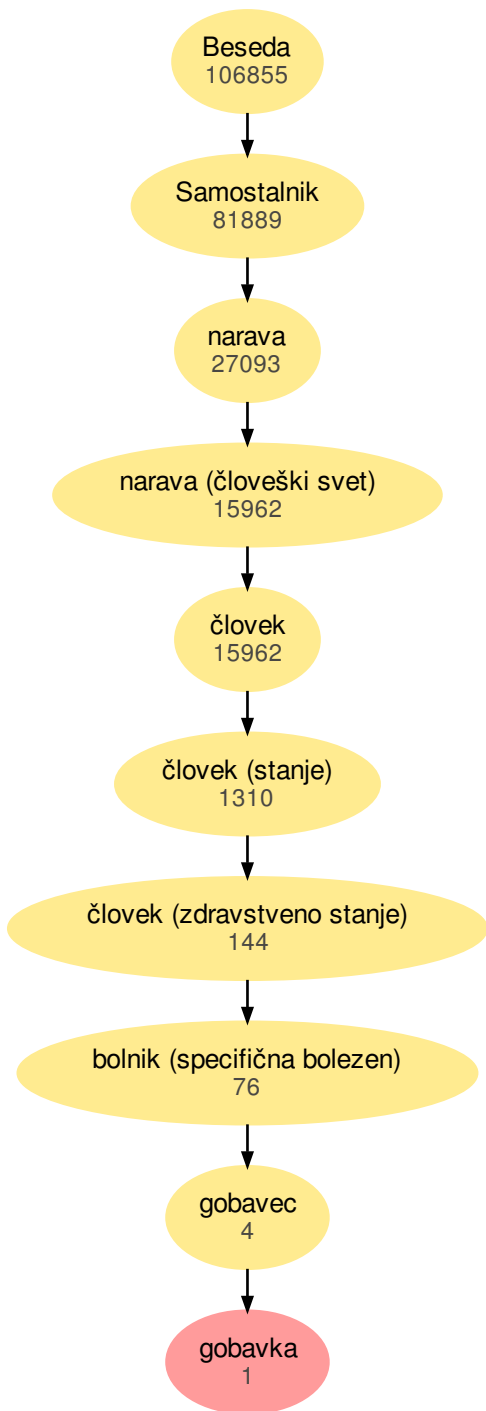 Beseda
106855
Samostalnik
81889
narava
27093
narava (človeški svet)
15962
človek
15962
človek (stanje)
1310
človek (zdravstveno stanje)
144
bolnik (specifična bolezen)
76
gobavec
4
gobavka
1